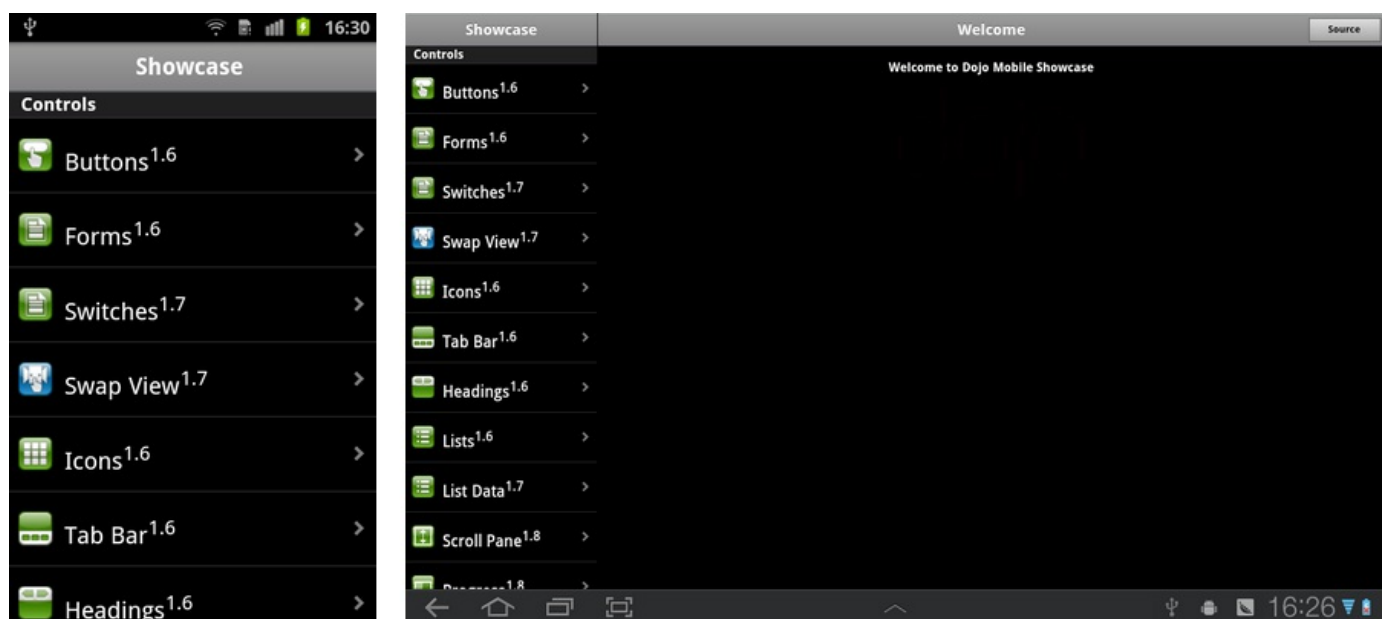 16:30
Showcase
Controls
Buttons1.6
Forms1.6
Switches1.7
Swap View1.7
Icons1.6
Tab Bar1.6
Headings1.6
Showcase
Welcome
Source
Controls
Welcome to Dojo Mobile Showcase
Buttons1.6
Forms1.6
Switches1.7
Swap View1.7
Icons1.6
Tab Bar1.6
Headings1.6
Lists1.6
List Data1.7
Scroll Pane1.8
Progress1.8
16:26